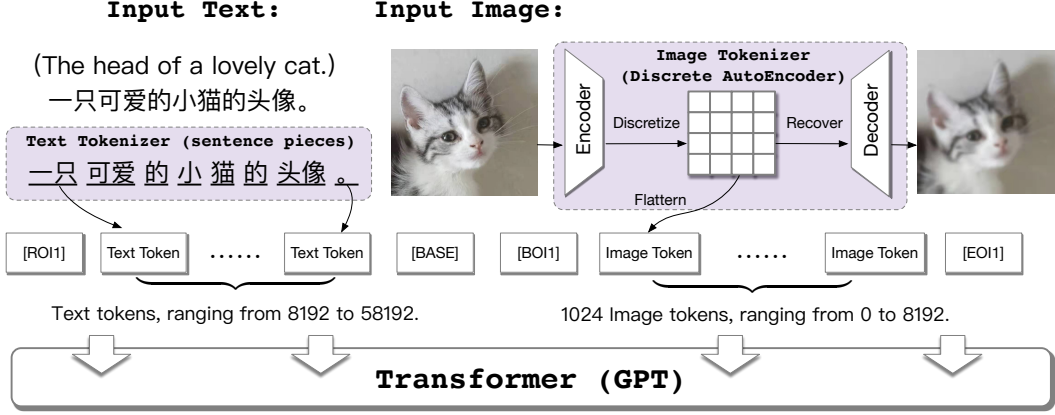 Input Text:
Input Image:
(The head of a lovely cat.)
一只可爱的小猫的头像。
Text Tokenizer (sentence pieces)
一只 可爱 的 小 猫 的 头像 。
Image Tokenizer
(Discrete AutoEncoder)
Encoder
Discretize
Recover
Decoder
Flatten
[ROI1] Text Token ...... Text Token [BASE] [BOI1] Image Token ...... Image Token [EOI1]
Text tokens, ranging from 8192 to 58192.
1024 Image tokens, ranging from 0 to 8192.
Transformer (GPT)